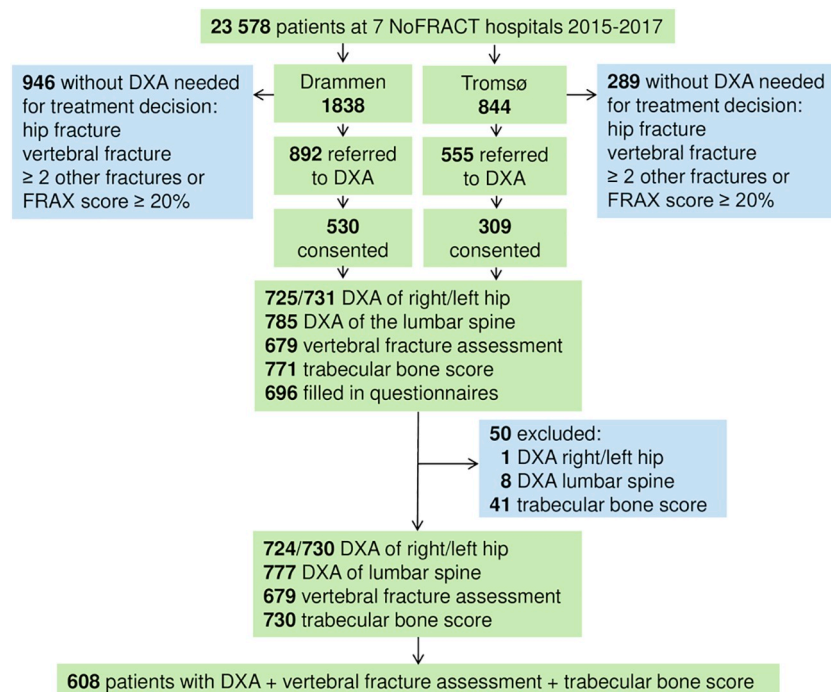 23 578 patients at 7 NoFRACT hospitals 2015-2017
946 without DXA needed
for treatment decision:
hip fracture
vertebral fracture
≥ 2 other fractures or
FRAX score ≥ 20%
Drammen
1838
Tromsø
844
289 without DXA needed
for treatment decision:
hip fracture
vertebral fracture
≥ 2 other fractures or
FRAX score ≥ 20%
892 referred
to DXA
555 referred
to DXA
530
consented
309
consented
725/731 DXA of right/left hip
785 DXA of the lumbar spine
679 vertebral fracture assessment
771 trabecular bone score
696 filled in questionnaires
50 excluded:
1 DXA right/left hip
8 DXA lumbar spine
41 trabecular bone score
724/730 DXA of right/left hip
777 DXA of lumbar spine
679 vertebral fracture assessment
730 trabecular bone score
608 patients with DXA + vertebral fracture assessment + trabecular bone score